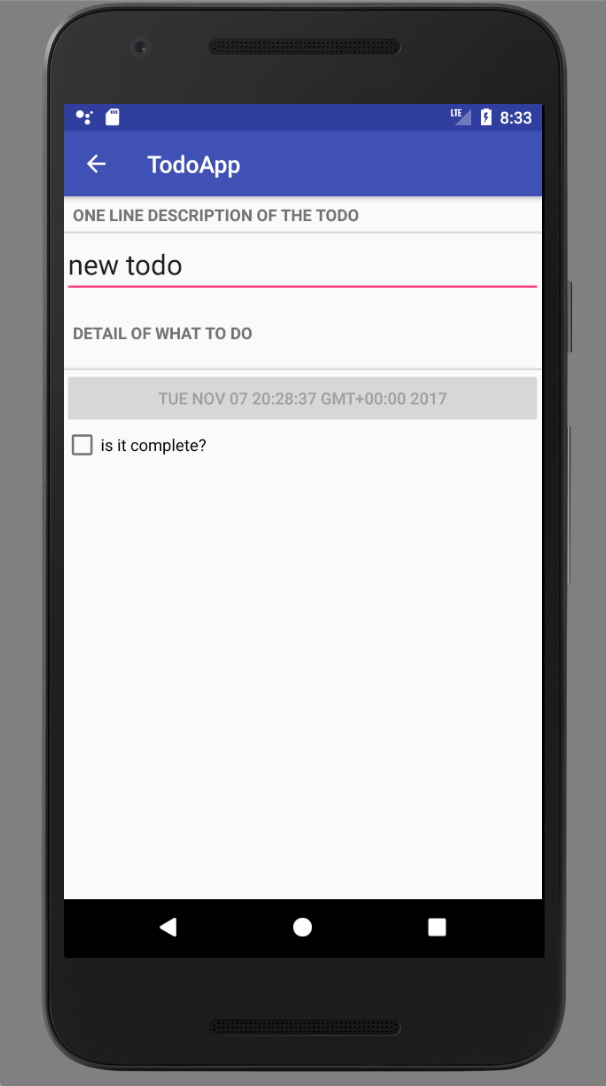 LTE 8:33
TodoApp
ONE LINE DESCRIPTION OF THE TODO
new todo
DETAIL OF WHAT TO DO
TUE NOV 07 20:28:37 GMT+00:00 2017
is it complete?